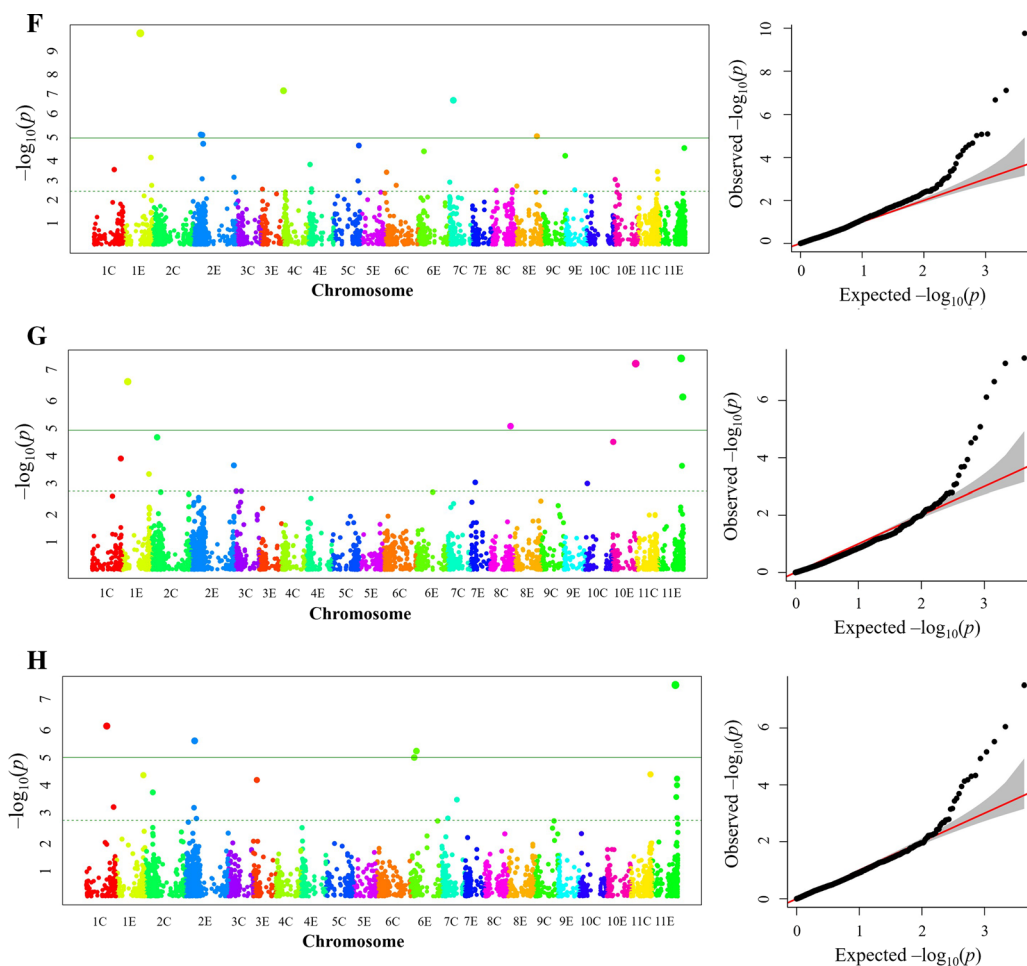 F
–log10(p)
9
8
7
6
5
4
3
2
1
1C 1E 2C 2E 3C 3E 4C 4E 5C 5E 6C 6E 7C 7E 8C 8E 9C 9E 10C 10E 11C 11E
Chromosome
Observed –log10(p)
10
8
6
4
2
0
0 1 2 3
Expected –log10(p)
G
–log10(p)
7
6
5
4
3
2
1
1C 1E 2C 2E 3C 3E 4C 4E 5C 5E 6C 6E 7C 7E 8C 8E 9C 9E 10C 10E 11C 11E
Chromosome
Observed –log10(p)
6
4
2
0
0 1 2 3
Expected –log10(p)
H
–log10(p)
7
6
5
4
3
2
1
1C 1E 2C 2E 3C 3E 4C 4E 5C 5E 6C 6E 7C 7E 8C 8E 9C 9E 10C 10E 11C 11E
Chromosome
Observed –log10(p)
6
4
2
0
0 1 2 3
Expected –log10(p)